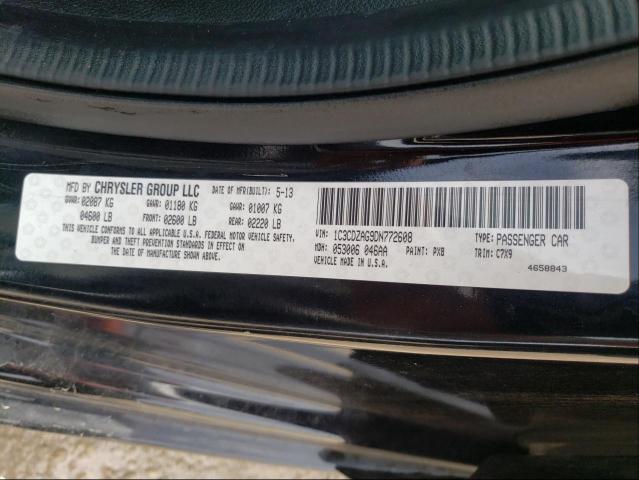 MFD BY CHRYSLER GROUP LLC DATE OF MFR(BUILT): 5-13
GVWR: 02087 KG GAWR: 01180 KG GAWR: 01007 KG
04600 LB FRONT: 02600 LB REAR: 02220 LB
THIS VEHICLE CONFORMS TO ALL APPLICABLE U.S.A. FEDERAL MOTOR VEHICLE SAFETY,
BUMPER AND THEFT PREVENTION STANDARDS IN EFFECT ON
THE DATE OF MANUFACTURE SHOWN ABOVE.
VIN: 1C3CDZAG9DN772608 TYPE: PASSENGER CAR
MDH: 053006 046AA PAINT: PX8 TRIM: C7X9
VEHICLE MADE IN U.S.A.
4658843